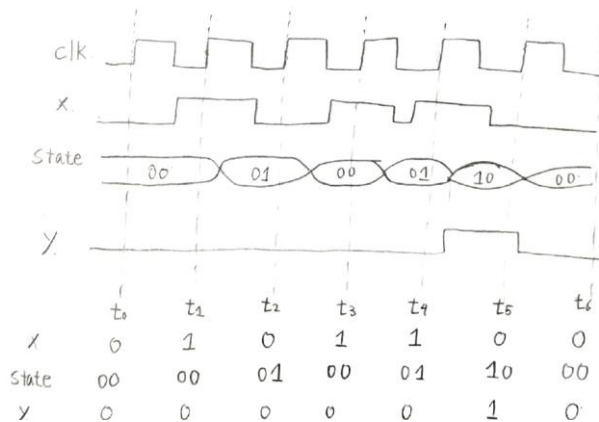 clk
X
State
00 01 00 01 10 00
Y
t₀ t₁ t₂ t₃ t₄ t₅ t₆
X 0 1 0 1 1 0 0
State 00 00 01 00 01 10 00
Y 0 0 0 0 0 1 0